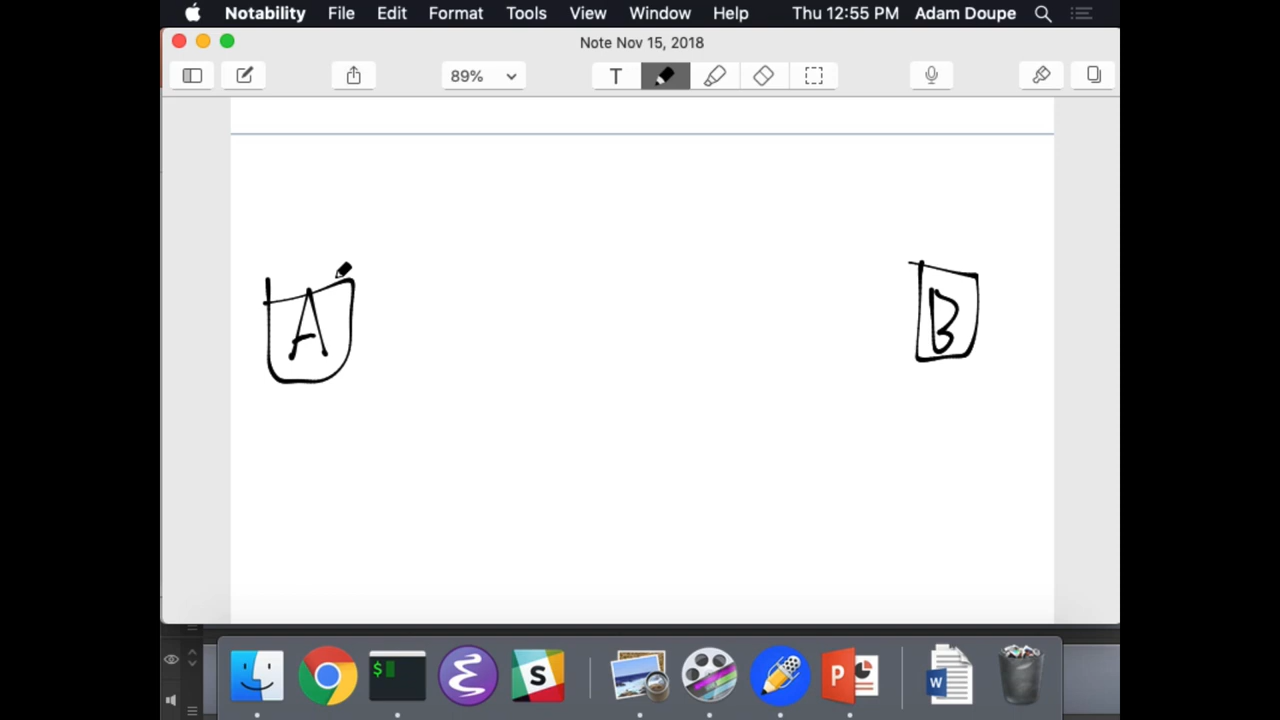 Notability File Edit Format Tools View Window Help Thu 12:55 PM Adam Doupe
Note Nov 15, 2018
89% T
A B
$
S P W